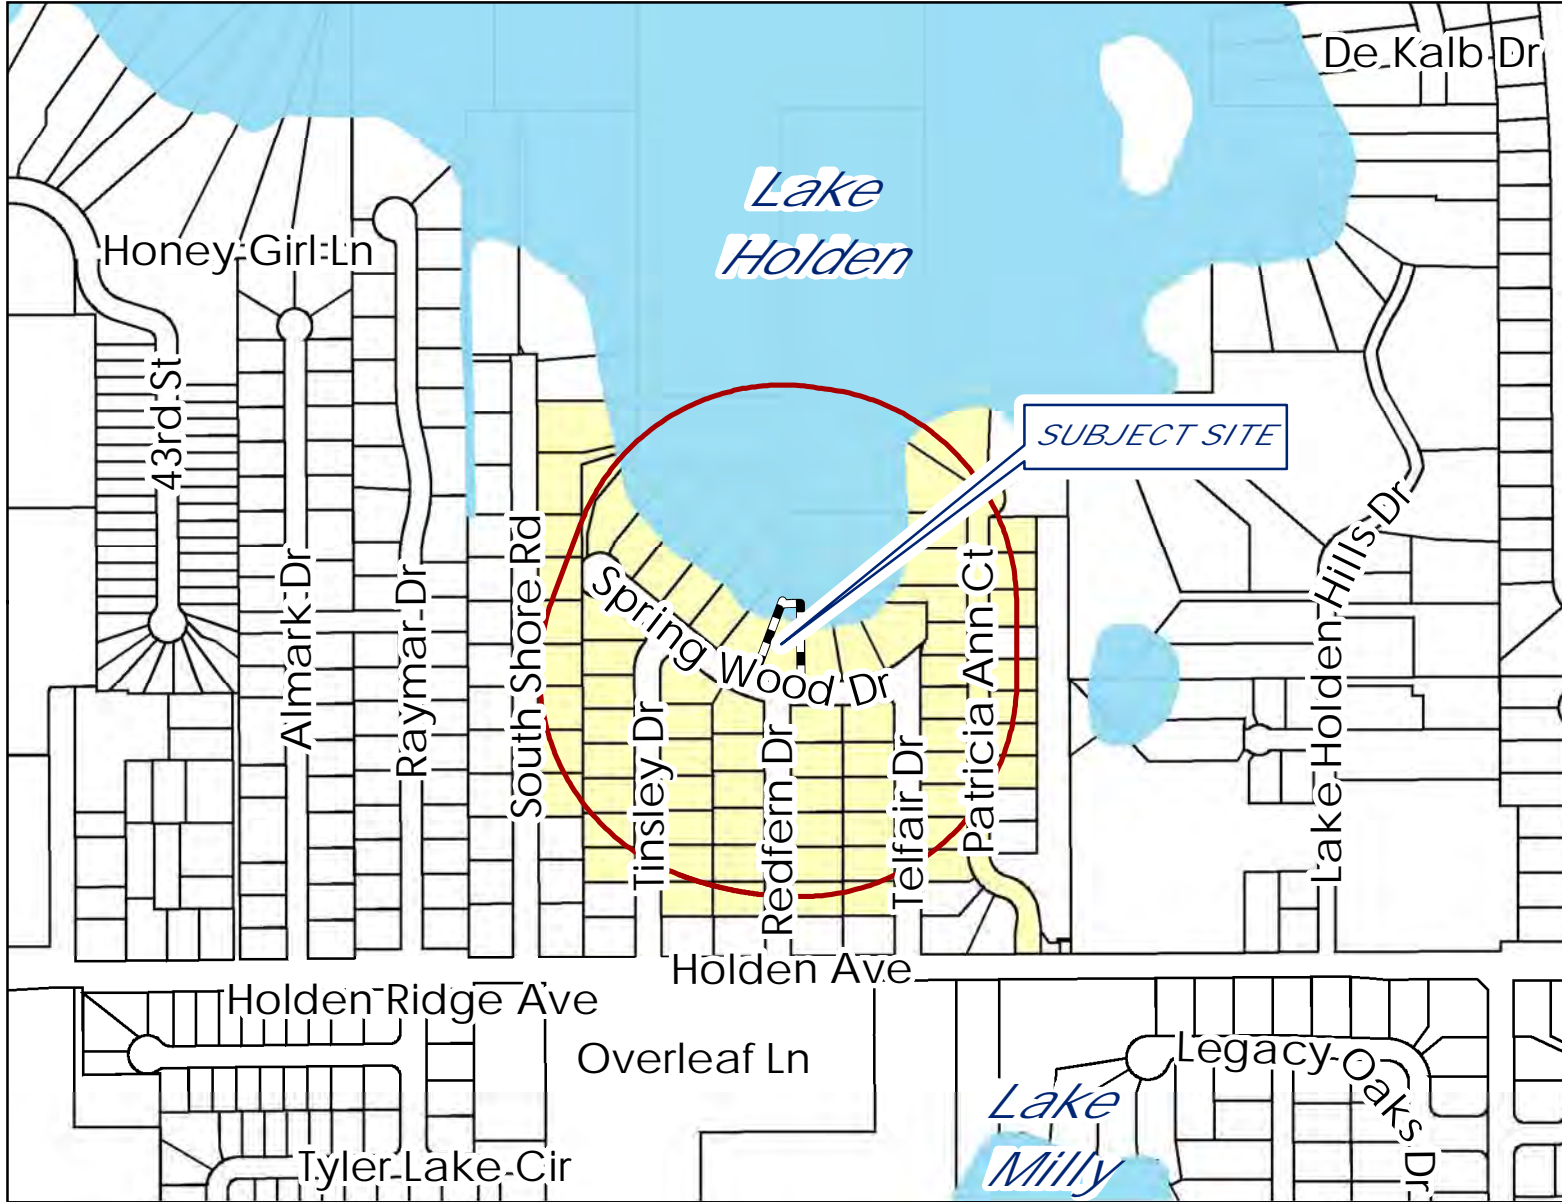 De Kalb Dr
Lake
Holden
Honey Girl Ln
SUBJECT SITE
43rd St
Almark Dr
Raymar Dr
South Shore Rd
Spring Wood Dr
Tinsley Dr
Redfern Dr
Telfair Dr
Patricia Ann Ct
Lake Holden Hills Dr
Holden Ave
Holden Ridge Ave
Overleaf Ln
Legacy Oaks Dr
Lake
Milly
Tyler Lake Cir